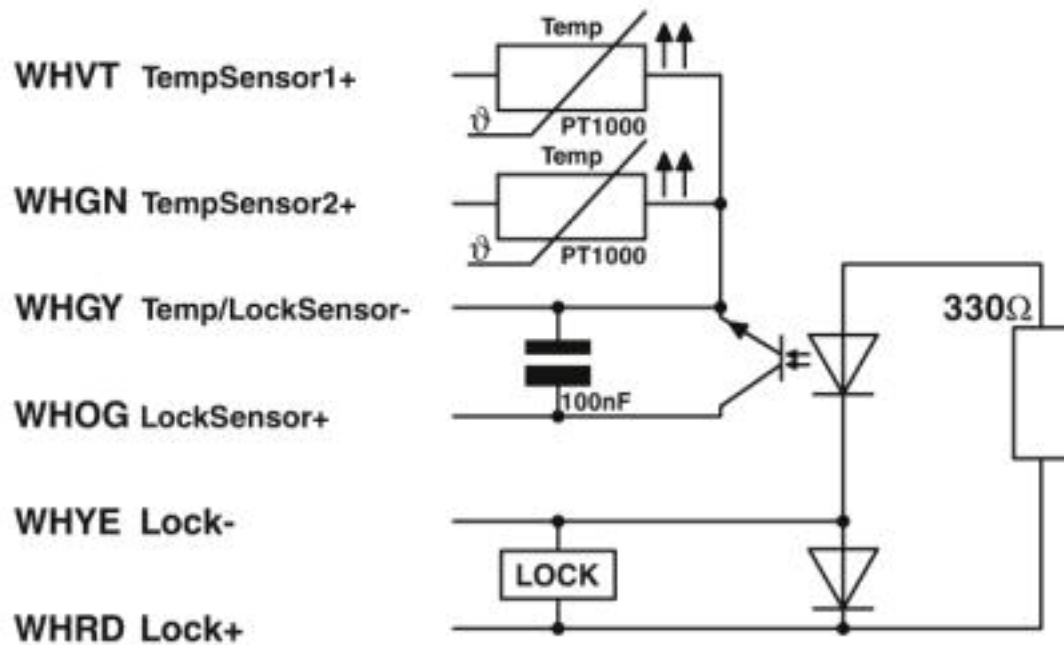 Temp
WHVT TempSensor1+
ϑ PT1000
Temp
WHGN TempSensor2+
ϑ PT1000
WHGY Temp/LockSensor-
330Ω
100nF
WHOG LockSensor+
WHYE Lock-
LOCK
WHRD Lock+